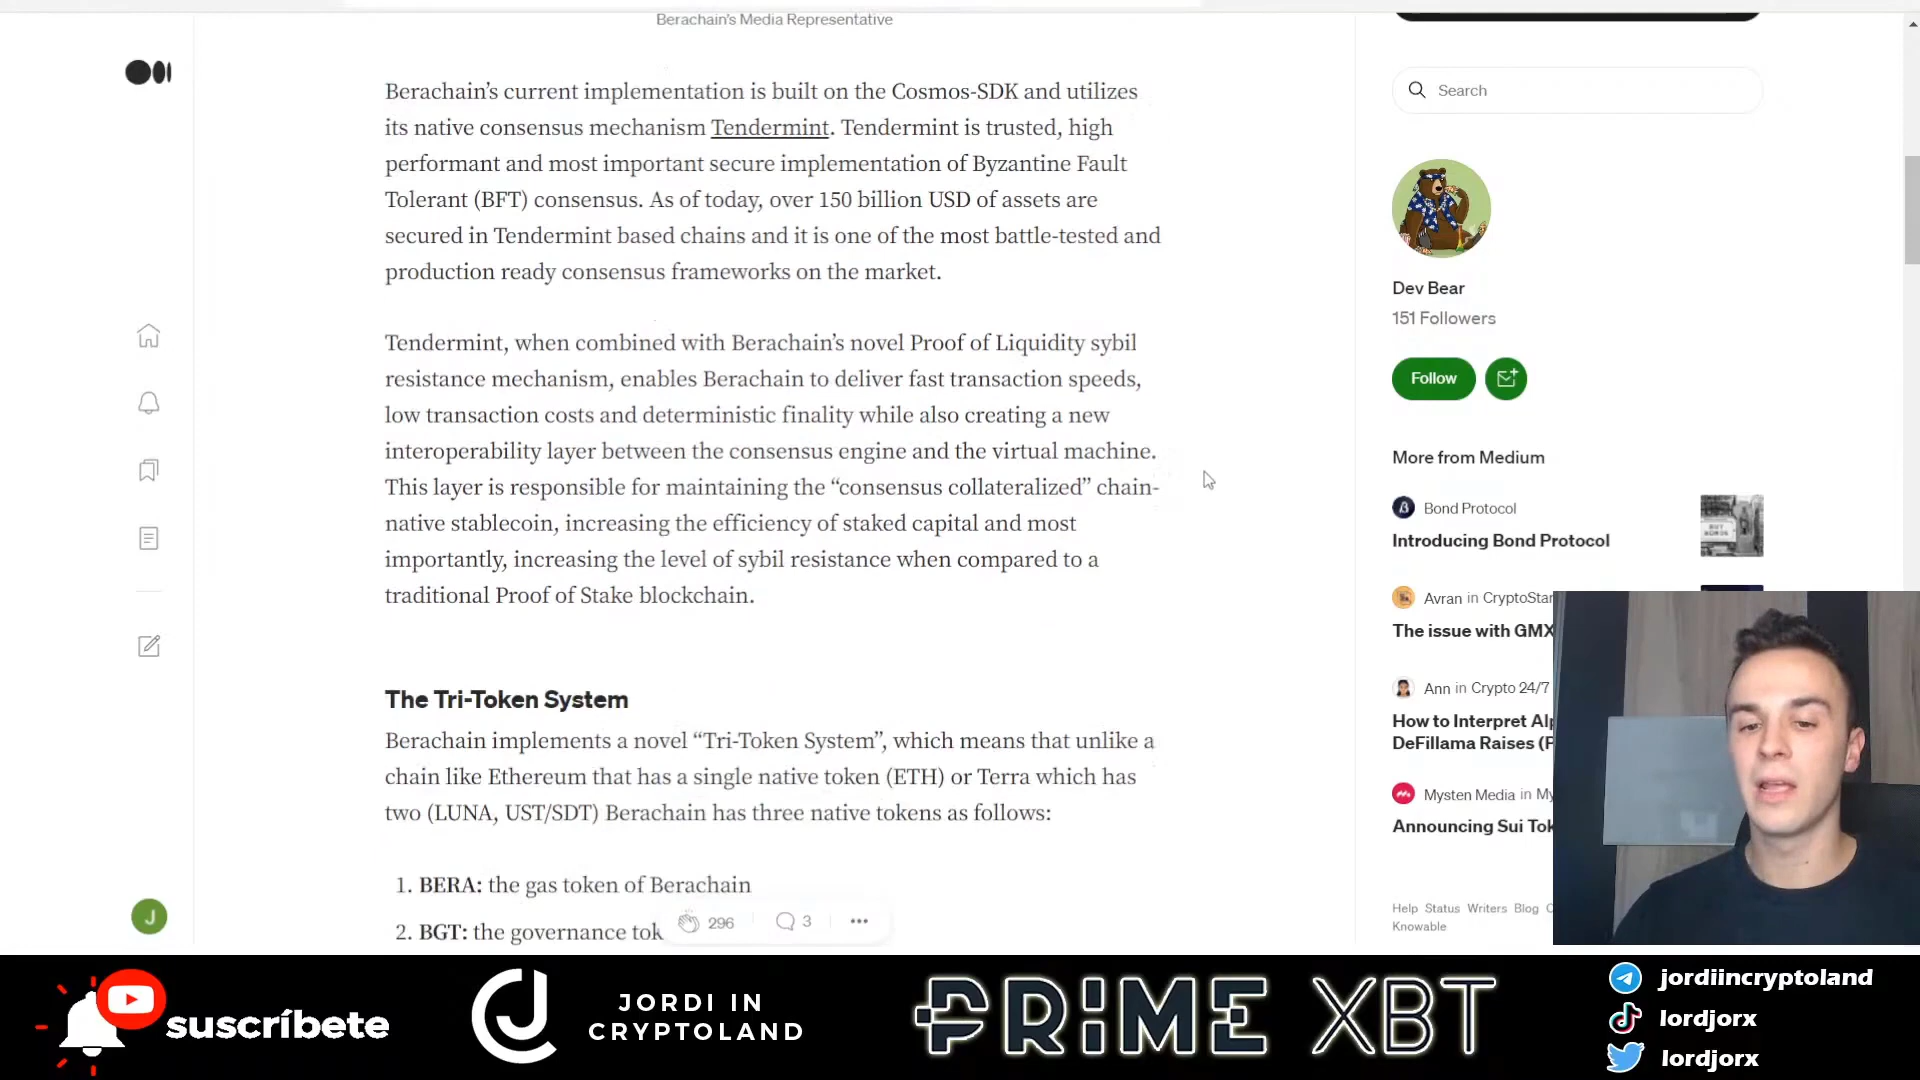 Berachain's Media Representative
Berachain's current implementation is built on the Cosmos-SDK and utilizes
its native consensus mechanism Tendermint. Tendermint is trusted, high
performant and most important secure implementation of Byzantine Fault
Tolerant (BFT) consensus. As of today, over 150 billion USD of assets are
secured in Tendermint based chains and it is one of the most battle-tested and
production ready consensus frameworks on the market.
Tendermint, when combined with Berachain's novel Proof of Liquidity sybil
resistance mechanism, enables Berachain to deliver fast transaction speeds,
low transaction costs and deterministic finality while also creating a new
interoperability layer between the consensus engine and the virtual machine.
This layer is responsible for maintaining the “consensus collateralized” chain-
native stablecoin, increasing the efficiency of staked capital and most
importantly, increasing the level of sybil resistance when compared to a
traditional Proof of Stake blockchain.
The Tri-Token System
Berachain implements a novel “Tri-Token System”, which means that unlike a
chain like Ethereum that has a single native token (ETH) or Terra which has
two (LUNA, UST/SDT) Berachain has three native tokens as follows:
1. BERA: the gas token of Berachain
2. BGT: the governance tok
296
3
J
Search
Dev Bear
151 Followers
Follow
More from Medium
Bond Protocol
Introducing Bond Protocol
Avran in CryptoStar
The issue with GMX
Ann in Crypto 24/7
How to Interpret Alp
DeFillama Raises (P
Mysten Media in My
Announcing Sui Tok
Help Status Writers Blog C
Knowable
suscríbete
JORDI IN
CRYPTOLAND
PRIME XBT
jordiincryptoland
lordjorx
lordjorx